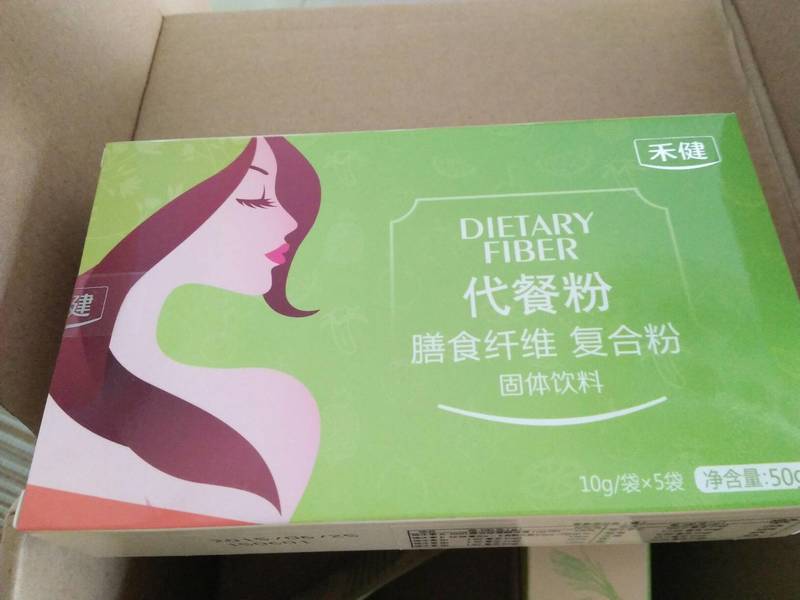 禾健
DIETARY
FIBER
代餐粉
膳食纤维 复合粉
固体饮料
10g/袋×5袋
净含量:50g
健